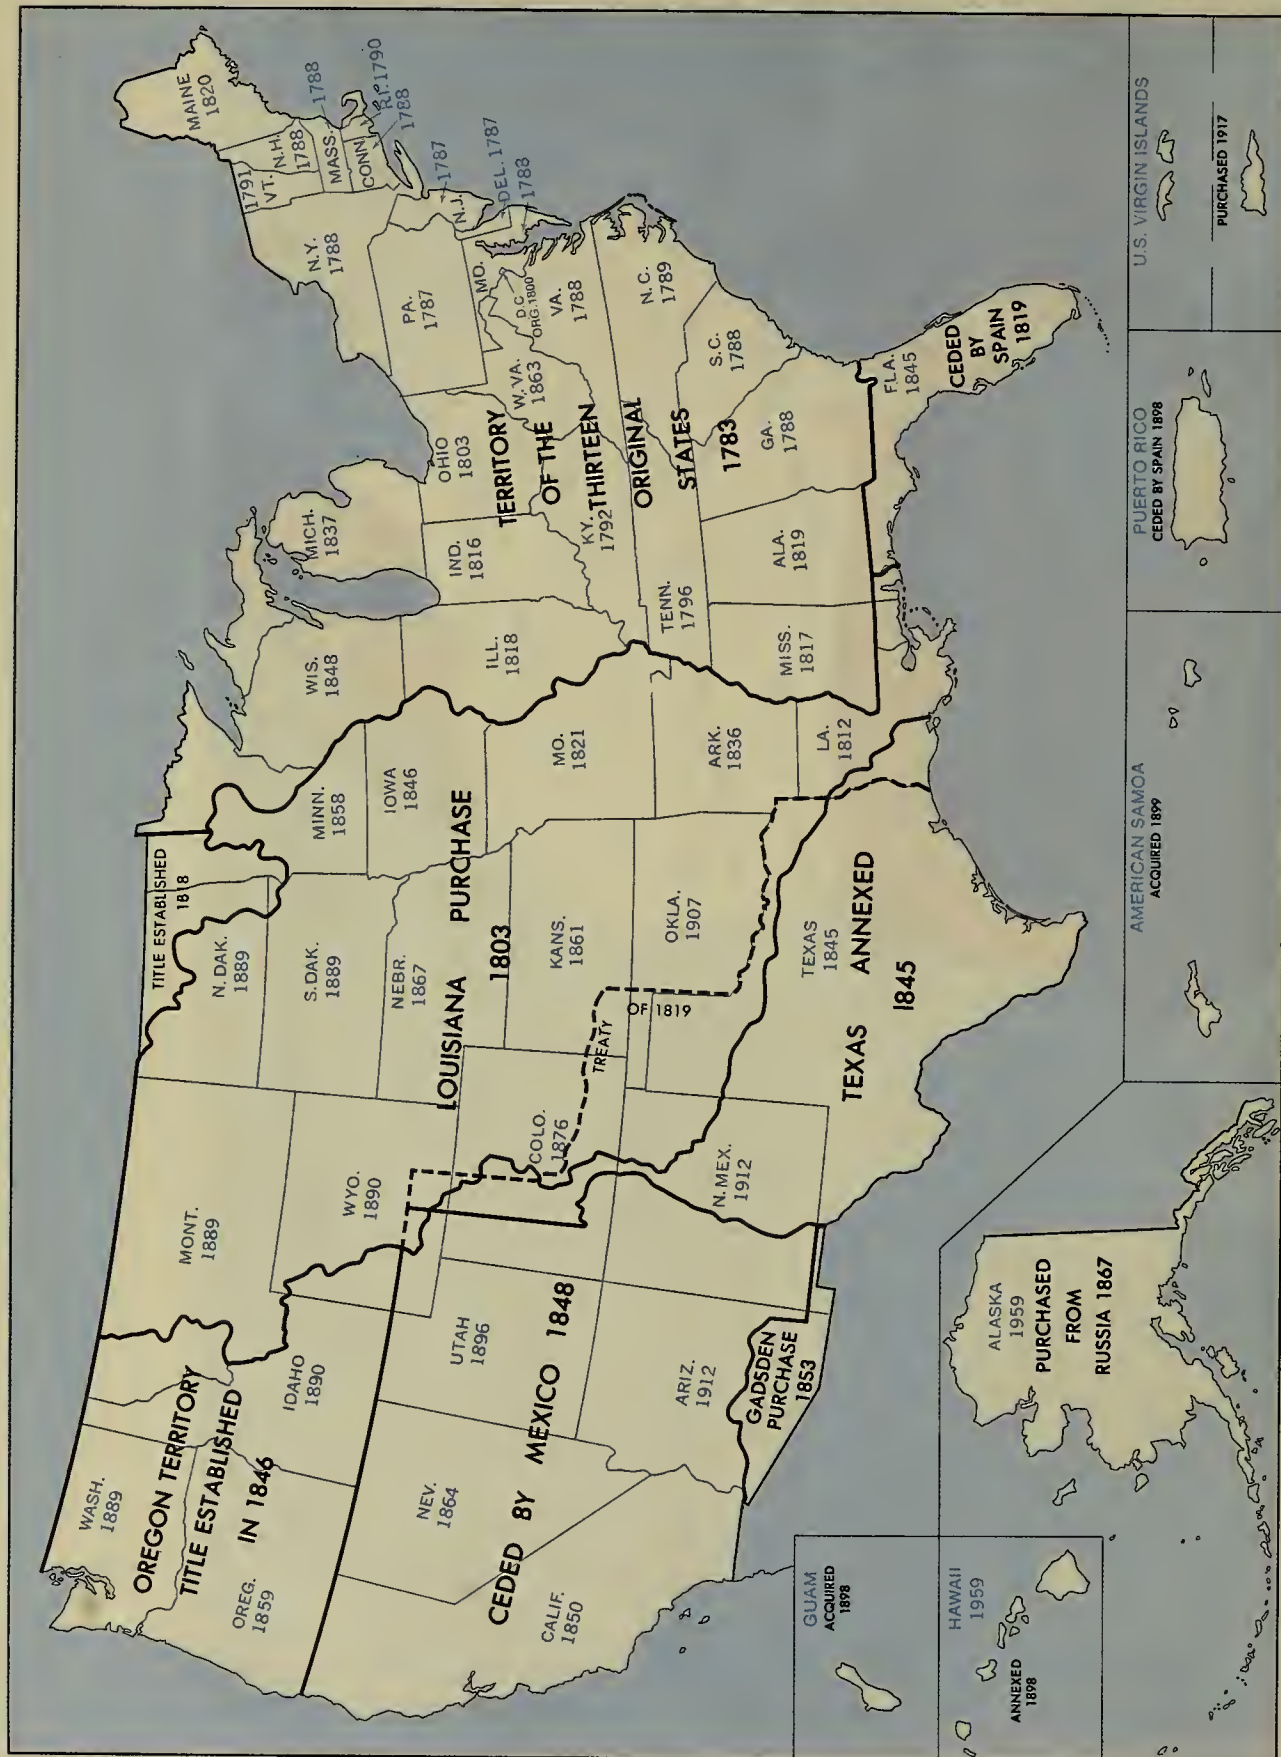 WASH.
1889
OREGON TERRITORY
TITLE ESTABLISHED
IN 1846
OREG.
1859
IDAHO
1890
MONT.
1889
WYO.
1890
NEV.
1864
UTAH
1896
CALIF.
1850
CEDED BY MEXICO 1848
ARIZ.
1912
GADSDEN
PURCHASE
1853
N. MEX.
1912
COLO.
1876
TITLE ESTABLISHED
1818
N. DAK.
1889
S. DAK.
1889
NEBR.
1867
LOUISIANA PURCHASE
1803
KANS.
1861
OKLA.
1907
TREATY
OF 1819
TEXAS
1845
TEXAS ANNEXED
1845
MINN.
1858
IOWA
1846
MO.
1821
ARK.
1836
LA.
1812
WIS.
1848
ILL.
1818
MICH.
1837
IND.
1816
OHIO
1803
KY.
1792
TENN.
1796
MISS.
1817
ALA.
1819
GA.
1788
FLA.
1845
CEDED
BY
SPAIN
1819
TERRITORY
OF THE
THIRTEEN
ORIGINAL
STATES
1783
W. VA.
1863
VA.
1788
N.C.
1789
S.C.
1788
D.C.
ORG. 1800
MO.
1788
DEL. 1787
N.J.
1787
PA.
1787
N.Y.
1788
1791
VT.
N.H.
1788
MAINE
1820
MASS.
1788
CONN.
1788
R.I. 1790
GUAM
ACQUIRED
1898
HAWAII
1959
ANNEXED
1898
ALASKA
1959
PURCHASED
FROM
RUSSIA 1867
AMERICAN SAMOA
ACQUIRED 1899
PUERTO RICO
CEDED BY SPAIN 1898
U.S. VIRGIN ISLANDS
PURCHASED 1917